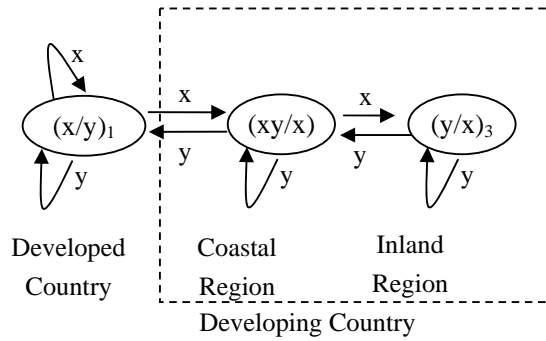 x
x
x
(x/y)₁
(xy/x)
(y/x)₃
y
y
y
y
y
Developed
Country
Coastal
Region
Inland
Region
Developing Country